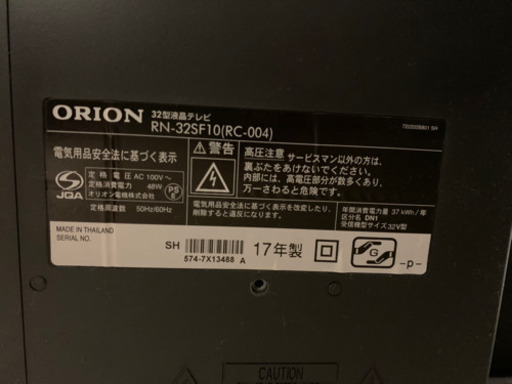 ORION
32型液晶テレビ
RN-32SF10(RC-004)
電気用品安全法に基づく表示
JQA
定格電圧 AC 100V~
定格消費電力 48W
オリオン電機株式会社
定格周波数 50Hz/60Hz
PS
E
警告
高圧注意 サービスマン以外の方は、
裏ぶたをあけないでください。
内部には、高電圧部分が数多くあり、
万一さわると危険です。
電気用品安全法に基づく表示を改ざ改変したり、
削除すると違反になります。
年間消費電力量 37 kWh/年
区分名 DN1
受信機型サイズ 32V型
MADE IN THAILAND
SERIAL NO.
SH
574-7X13488 A
17年製
G
-p-
CAUTION